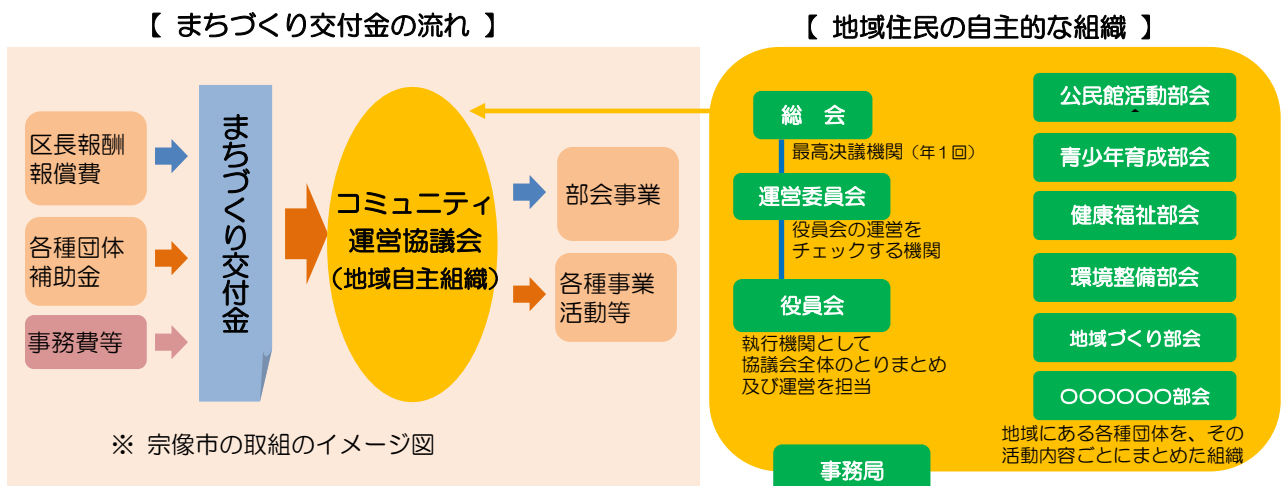 【 まちづくり交付金の流れ 】
区長報酬
報償費
各種団体
補助金
事務費等
まちづくり交付金
コミュニティ
運営協議会
（地域自主組織）
部会事業
各種事業
活動等
※ 宗像市の取組のイメージ図
【 地域住民の自主的な組織 】
総　会
最高決議機関（年１回）
運営委員会
役員会の運営を
チェックする機関
役員会
執行機関として
協議会全体のとりまとめ
及び運営を担当
事務局
公民館活動部会
青少年育成部会
健康福祉部会
環境整備部会
地域づくり部会
〇〇〇〇〇〇部会
地域にある各種団体を、その
活動内容ごとにまとめた組織